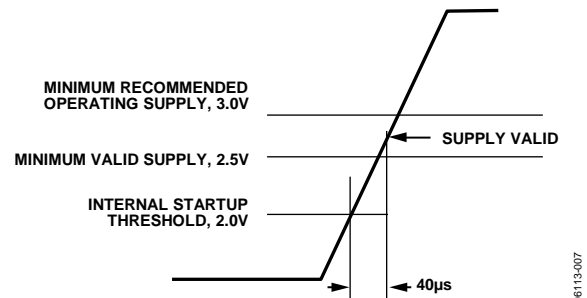 MINIMUM RECOMMENDED
OPERATING SUPPLY, 3.0V
SUPPLY VALID
MINIMUM VALID SUPPLY, 2.5V
INTERNAL STARTUP
THRESHOLD, 2.0V
40µs
06113-007